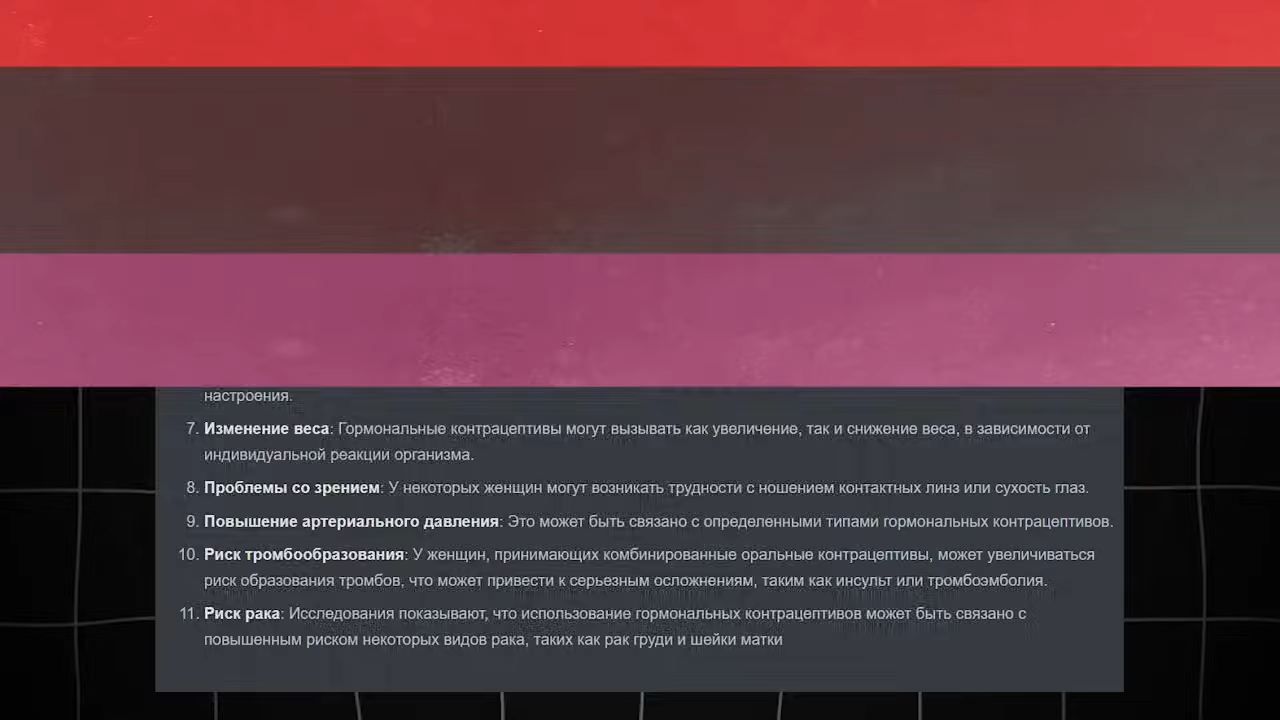 настроения.
7. Изменение веса: Гормональные контрацептивы могут вызывать как увеличение, так и снижение веса, в зависимости от
индивидуальной реакции организма.
8. Проблемы со зрением: У некоторых женщин могут возникать трудности с ношением контактных линз или сухость глаз.
9. Повышение артериального давления: Это может быть связано с определенными типами гормональных контрацептивов.
10. Риск тромбообразования: У женщин, принимающих комбинированные оральные контрацептивы, может увеличиваться
риск образования тромбов, что может привести к серьезным осложнениям, таким как инсульт или тромбоэмболия.
11. Риск рака: Исследования показывают, что использование гормональных контрацептивов может быть связано с
повышенным риском некоторых видов рака, таких как рак груди и шейки матки